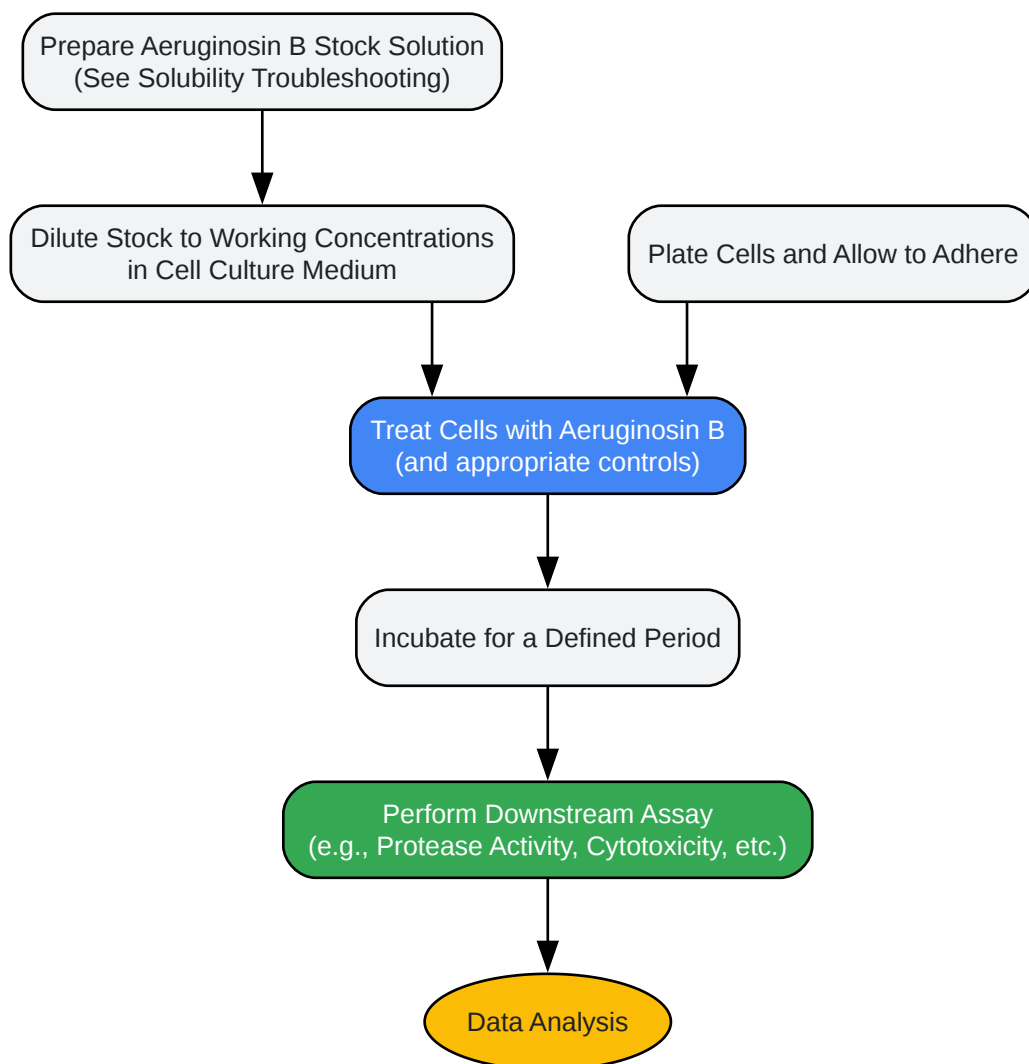 Prepare Aeruginosin B Stock Solution
(See Solubility Troubleshooting)
Dilute Stock to Working Concentrations
in Cell Culture Medium
Plate Cells and Allow to Adhere
Treat Cells with Aeruginosin B
(and appropriate controls)
Incubate for a Defined Period
Perform Downstream Assay
(e.g., Protease Activity, Cytotoxicity, etc.)
Data Analysis